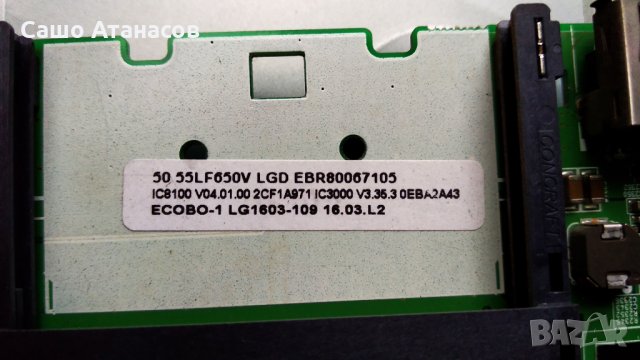 Сашо Атанасов
50 55LF650V LGD EBR80067105
IC8100 V04.01.00 2CF1A971 IC3000 V3.35.3 0EBA2A43
ECOBO-1 LG1603-109 16.03.L2
BAZAR